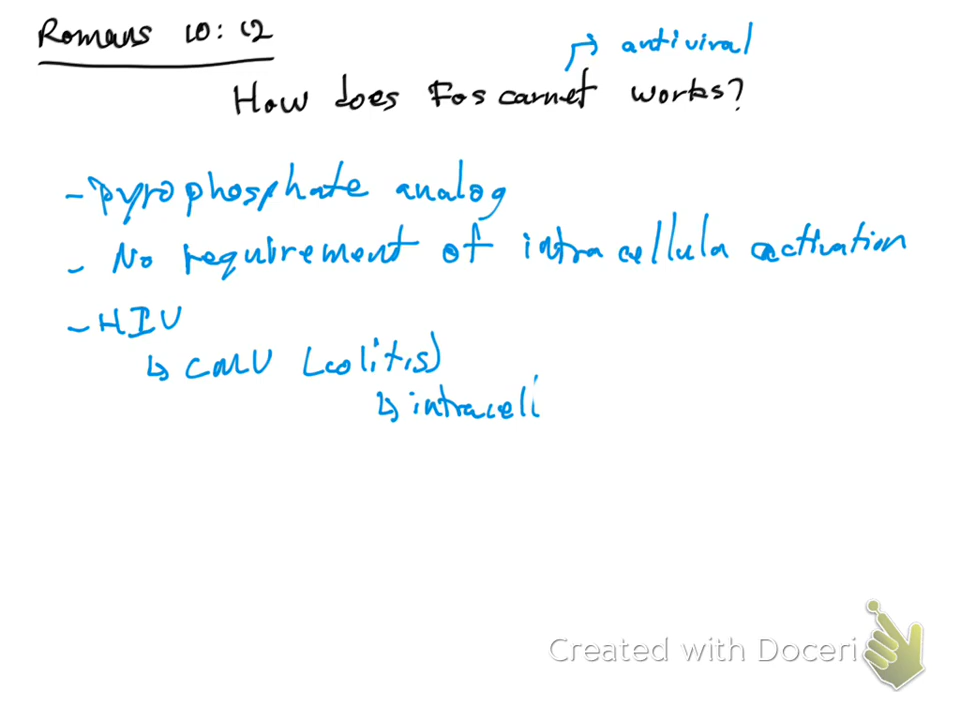 Romans 10:12
→ antiviral
How does Foscarnet works?
- Pyrophosphate analog
- No requirement of intracellula activation
- HIV
↳ CMV (colitis)
↳ intracell
Created with Doceri